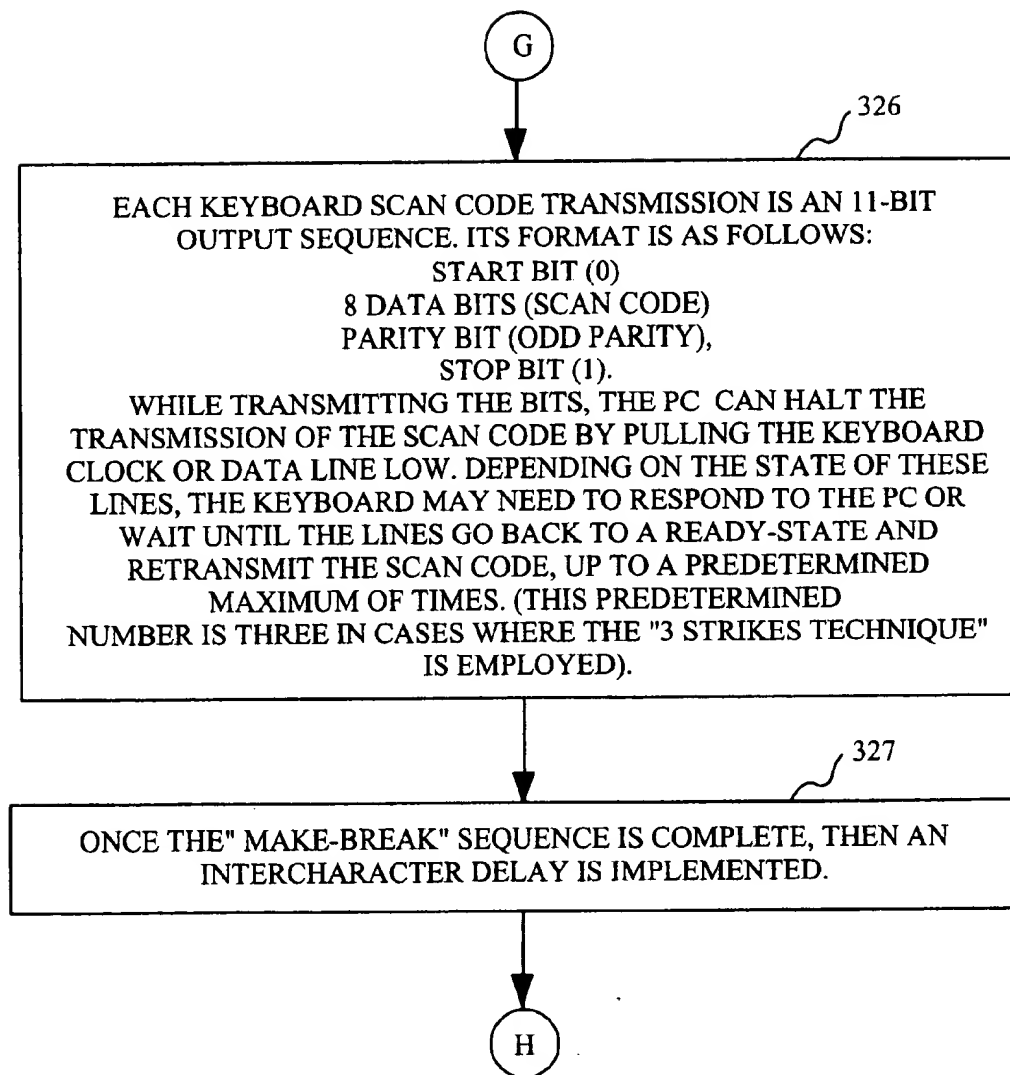 G
326
EACH KEYBOARD SCAN CODE TRANSMISSION IS AN 11-BIT
OUTPUT SEQUENCE. ITS FORMAT IS AS FOLLOWS:
START BIT (0)
8 DATA BITS (SCAN CODE)
PARITY BIT (ODD PARITY),
STOP BIT (1).
WHILE TRANSMITTING THE BITS, THE PC CAN HALT THE
TRANSMISSION OF THE SCAN CODE BY PULLING THE KEYBOARD
CLOCK OR DATA LINE LOW. DEPENDING ON THE STATE OF THESE
LINES, THE KEYBOARD MAY NEED TO RESPOND TO THE PC OR
WAIT UNTIL THE LINES GO BACK TO A READY-STATE AND
RETRANSMIT THE SCAN CODE, UP TO A PREDETERMINED
MAXIMUM OF TIMES. (THIS PREDETERMINED
NUMBER IS THREE IN CASES WHERE THE "3 STRIKES TECHNIQUE"
IS EMPLOYED).
327
ONCE THE" MAKE-BREAK" SEQUENCE IS COMPLETE, THEN AN
INTERCHARACTER DELAY IS IMPLEMENTED.
H